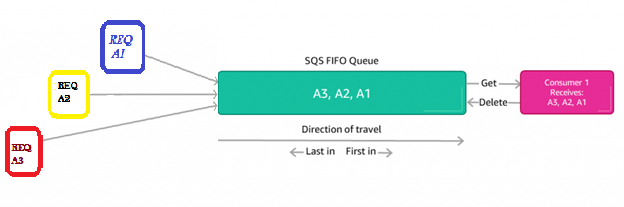 REQ
A1
REQ
A2
REQ
A3
SQS FIFO Queue
A3, A2, A1
Get
Delete
Consumer 1
Receives:
A3, A2, A1
Direction of travel
Last in First in